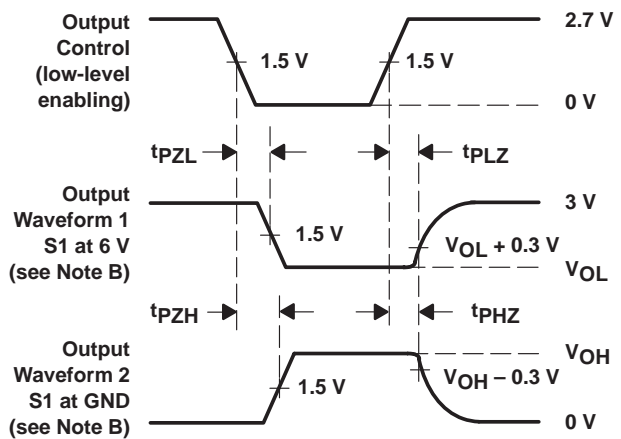 Output
Control
(low-level
enabling)
1.5 V
1.5 V
2.7 V
0 V
tPZL
tPLZ
Output
Waveform 1
S1 at 6 V
(see Note B)
1.5 V
3 V
VOL + 0.3 V
VOL
tPZH
tPHZ
Output
Waveform 2
S1 at GND
(see Note B)
1.5 V
VOH
VOH – 0.3 V
0 V